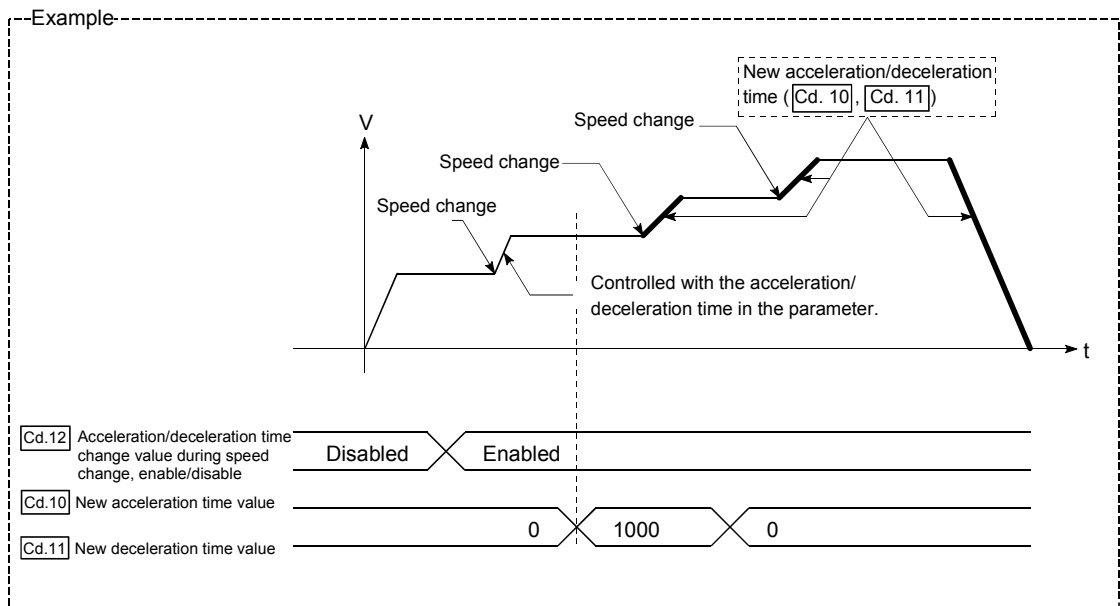 Example
New acceleration/deceleration
time ( Cd. 10 , Cd. 11 )
Speed change
V
Speed change
Speed change
Controlled with the acceleration/
deceleration time in the parameter.
t
Cd.12 Acceleration/deceleration time
change value during speed
change, enable/disable
Disabled Enabled
Cd.10 New acceleration time value
0 1000 0
Cd.11 New deceleration time value